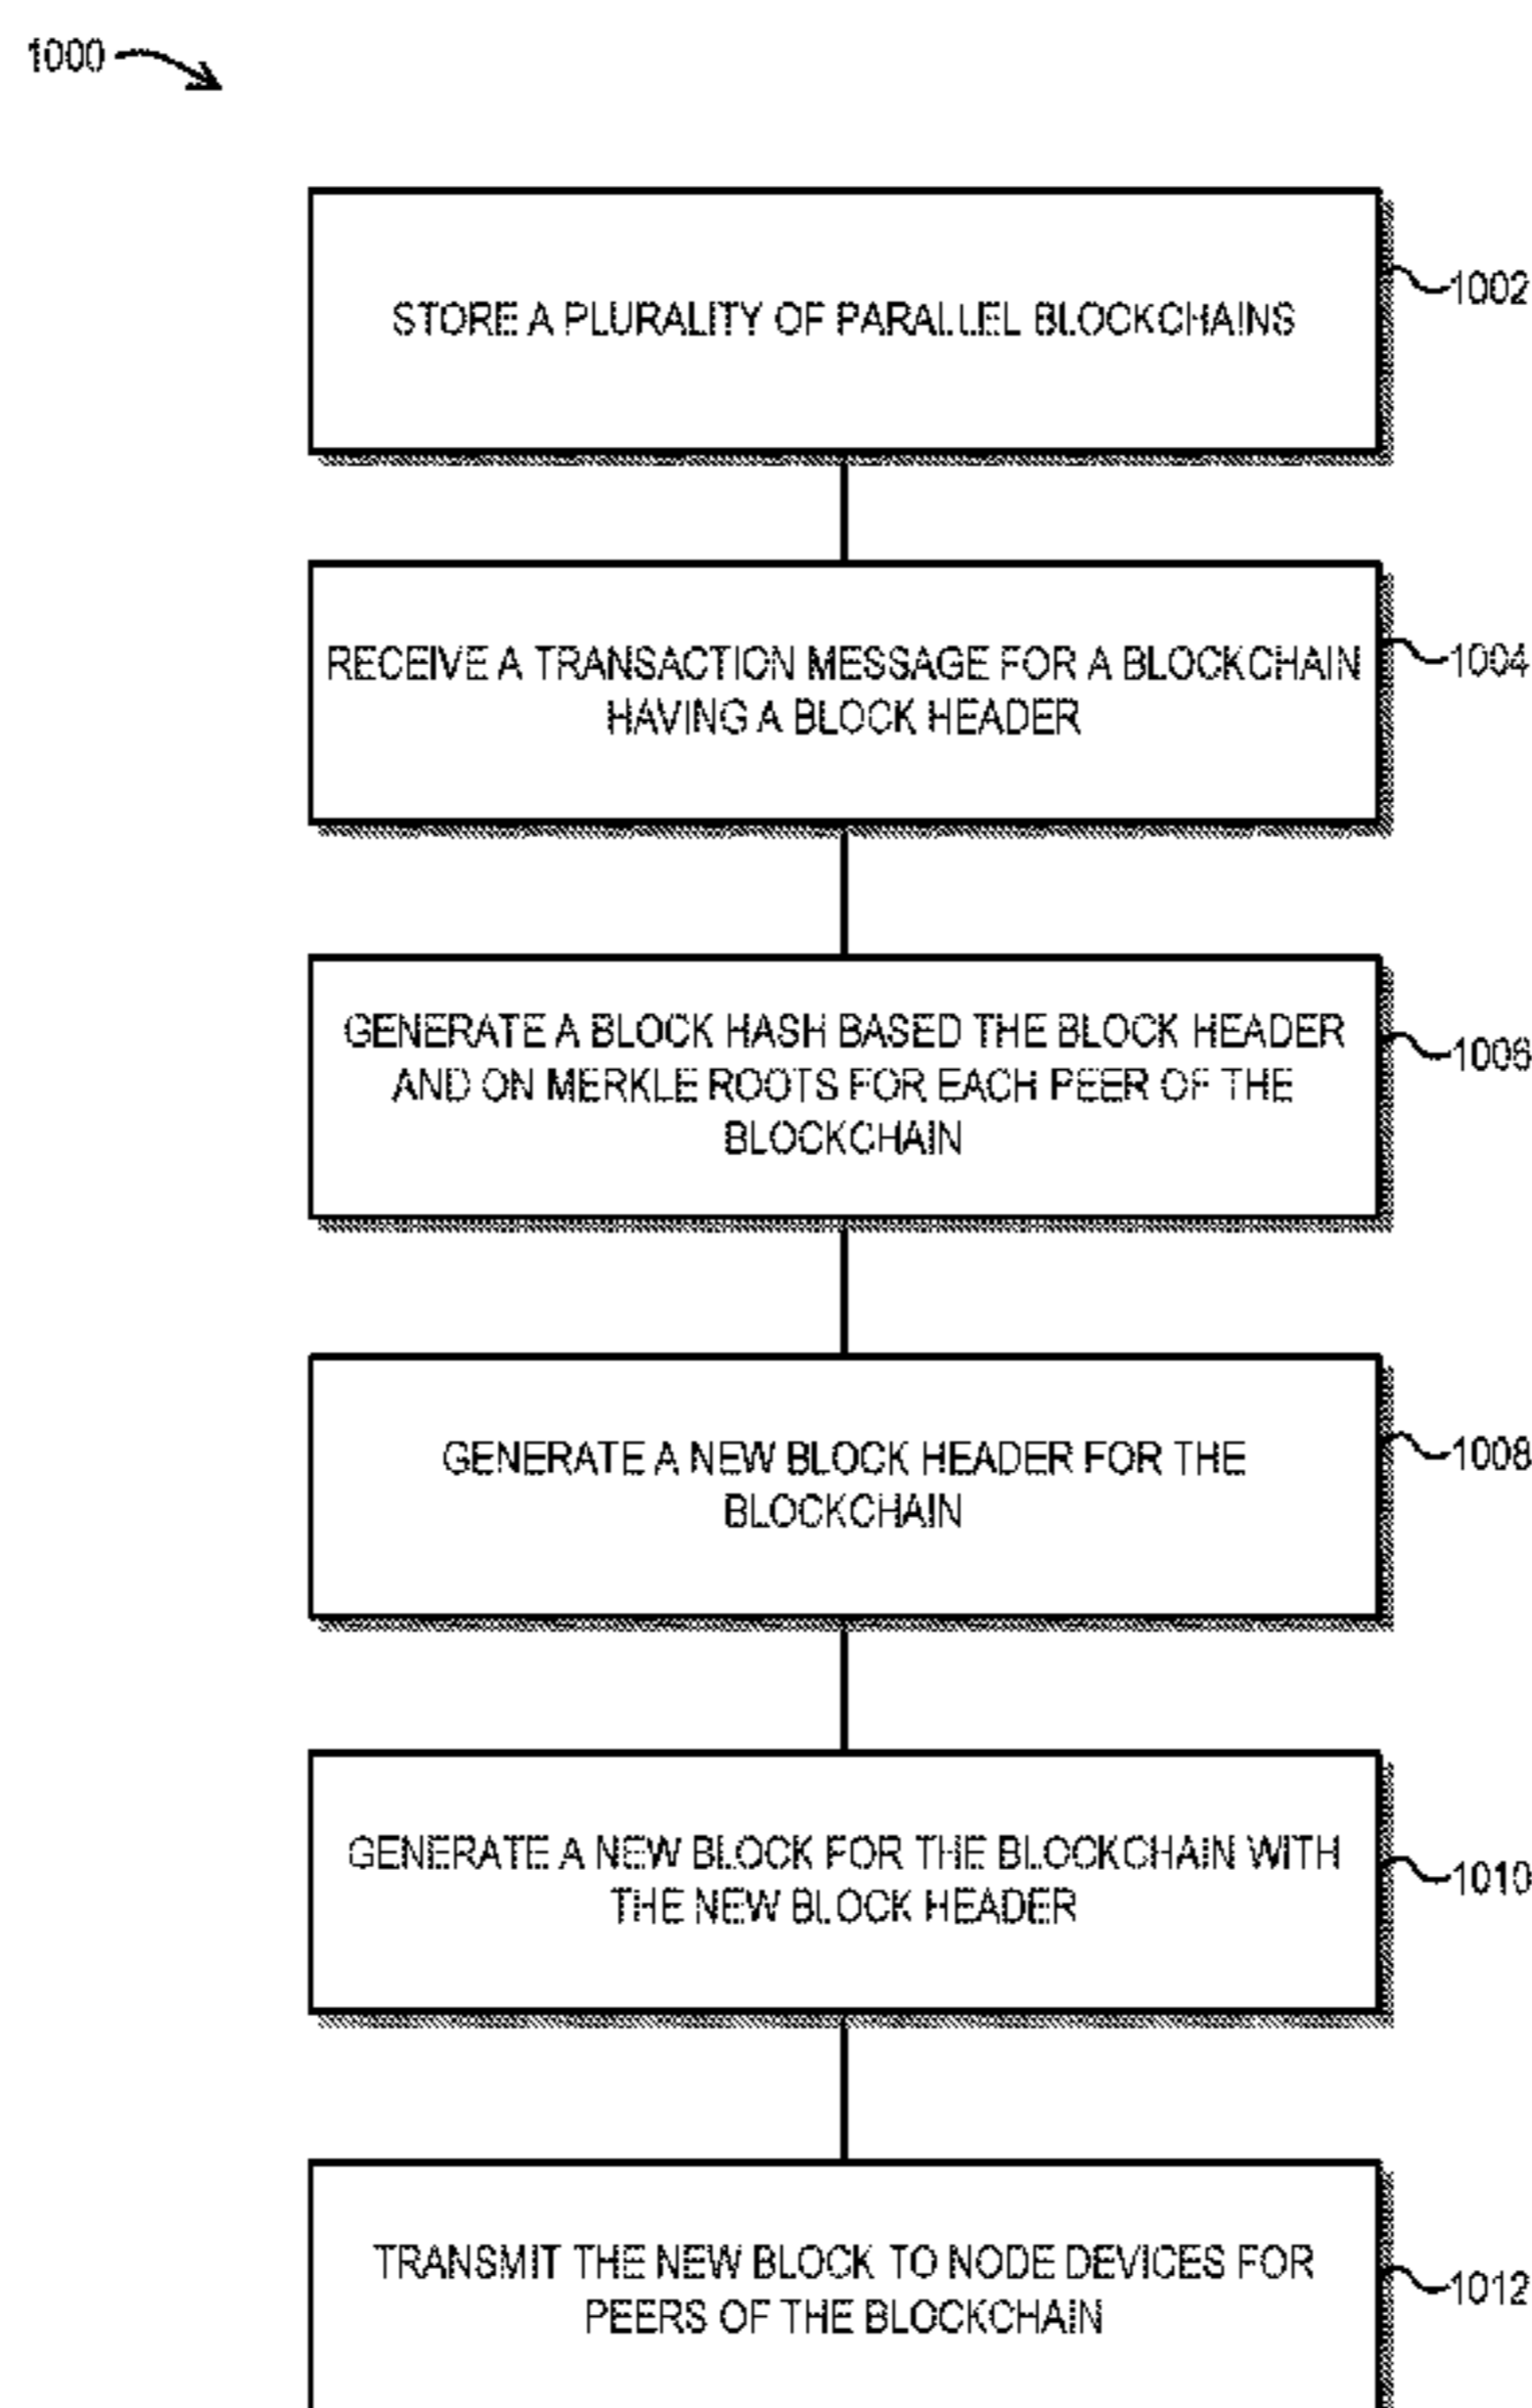 1000
STORE A PLURALITY OF PARALLEL BLOCKCHAINS
1002
RECEIVE A TRANSACTION MESSAGE FOR A BLOCKCHAIN
HAVING A BLOCK HEADER
1004
GENERATE A BLOCK HASH BASED THE BLOCK HEADER
AND ON MERKLE ROOTS FOR EACH PEER OF THE
BLOCKCHAIN
1006
GENERATE A NEW BLOCK HEADER FOR THE
BLOCKCHAIN
1008
GENERATE A NEW BLOCK FOR THE BLOCKCHAIN WITH
THE NEW BLOCK HEADER
1010
TRANSMIT THE NEW BLOCK TO NODE DEVICES FOR
PEERS OF THE BLOCKCHAIN
1012